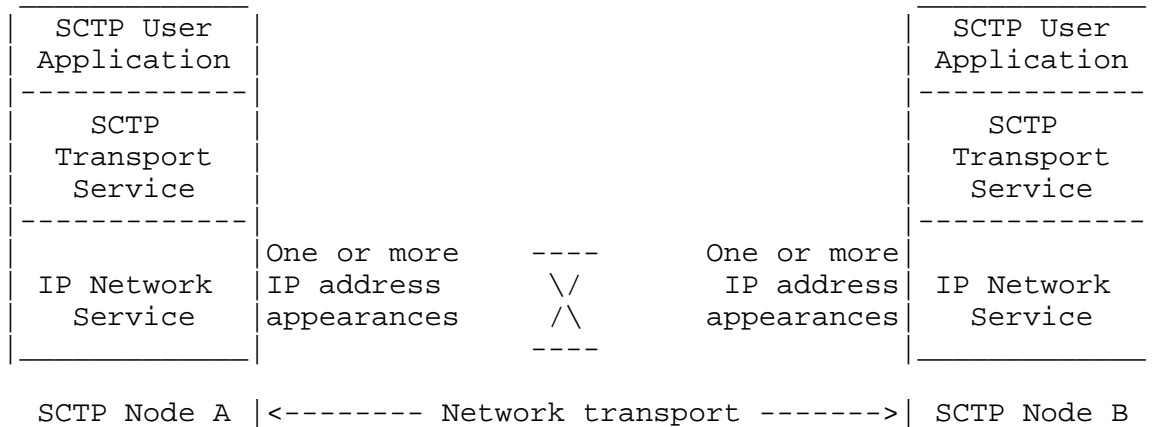 SCTP User SCTP User
Application Application
SCTP SCTP
Transport Transport
Service Service
One or more ---- One or more
IP Network IP address \/ IP address IP Network
Service appearances /\ appearances Service
----
SCTP Node A |<-------- Network transport ------->| SCTP Node B